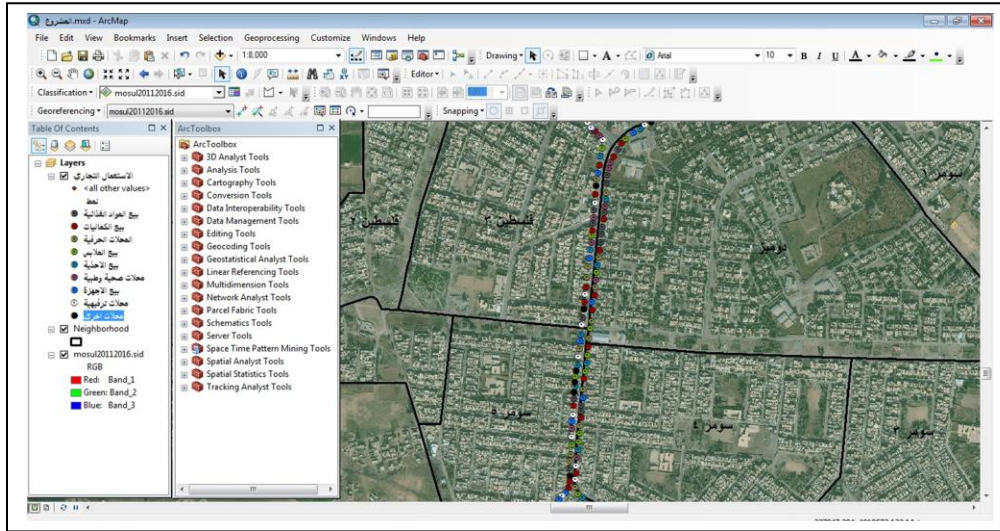 المشروع.mxd - ArcMap
File Edit View Bookmarks Insert Selection Geoprocessing Customize Windows Help
1:8,000 Drawing Arial 10 B I U A
Editor
Classification mosul20112016.sid
Georeferencing mosul20112016.sid Snapping
Table Of Contents
Layers
الاستعمال التجاري
<all other values>
نمط
بيع المواد الغذائية
بيع الكماليات
المحلات الحرفية
بيع الملابس
بيع الاحذية
محلات صحية وطبية
بيع الاجهزة
محلات ترفيهية
محلات اخرى
Neighborhood
mosul20112016.sid
RGB
Red: Band_1
Green: Band_2
Blue: Band_3
ArcToolbox
ArcToolbox
3D Analyst Tools
Analysis Tools
Cartography Tools
Conversion Tools
Data Interoperability Tools
Data Management Tools
Editing Tools
Geocoding Tools
Geostatistical Analyst Tools
Linear Referencing Tools
Multidimension Tools
Network Analyst Tools
Parcel Fabric Tools
Schematics Tools
Server Tools
Space Time Pattern Mining Tools
Spatial Analyst Tools
Spatial Statistics Tools
Tracking Analyst Tools
سومر ٦
فلسطين ٢
فلسطين ٣
دوميز
سومر ٥
سومر ٤
سومر ٣